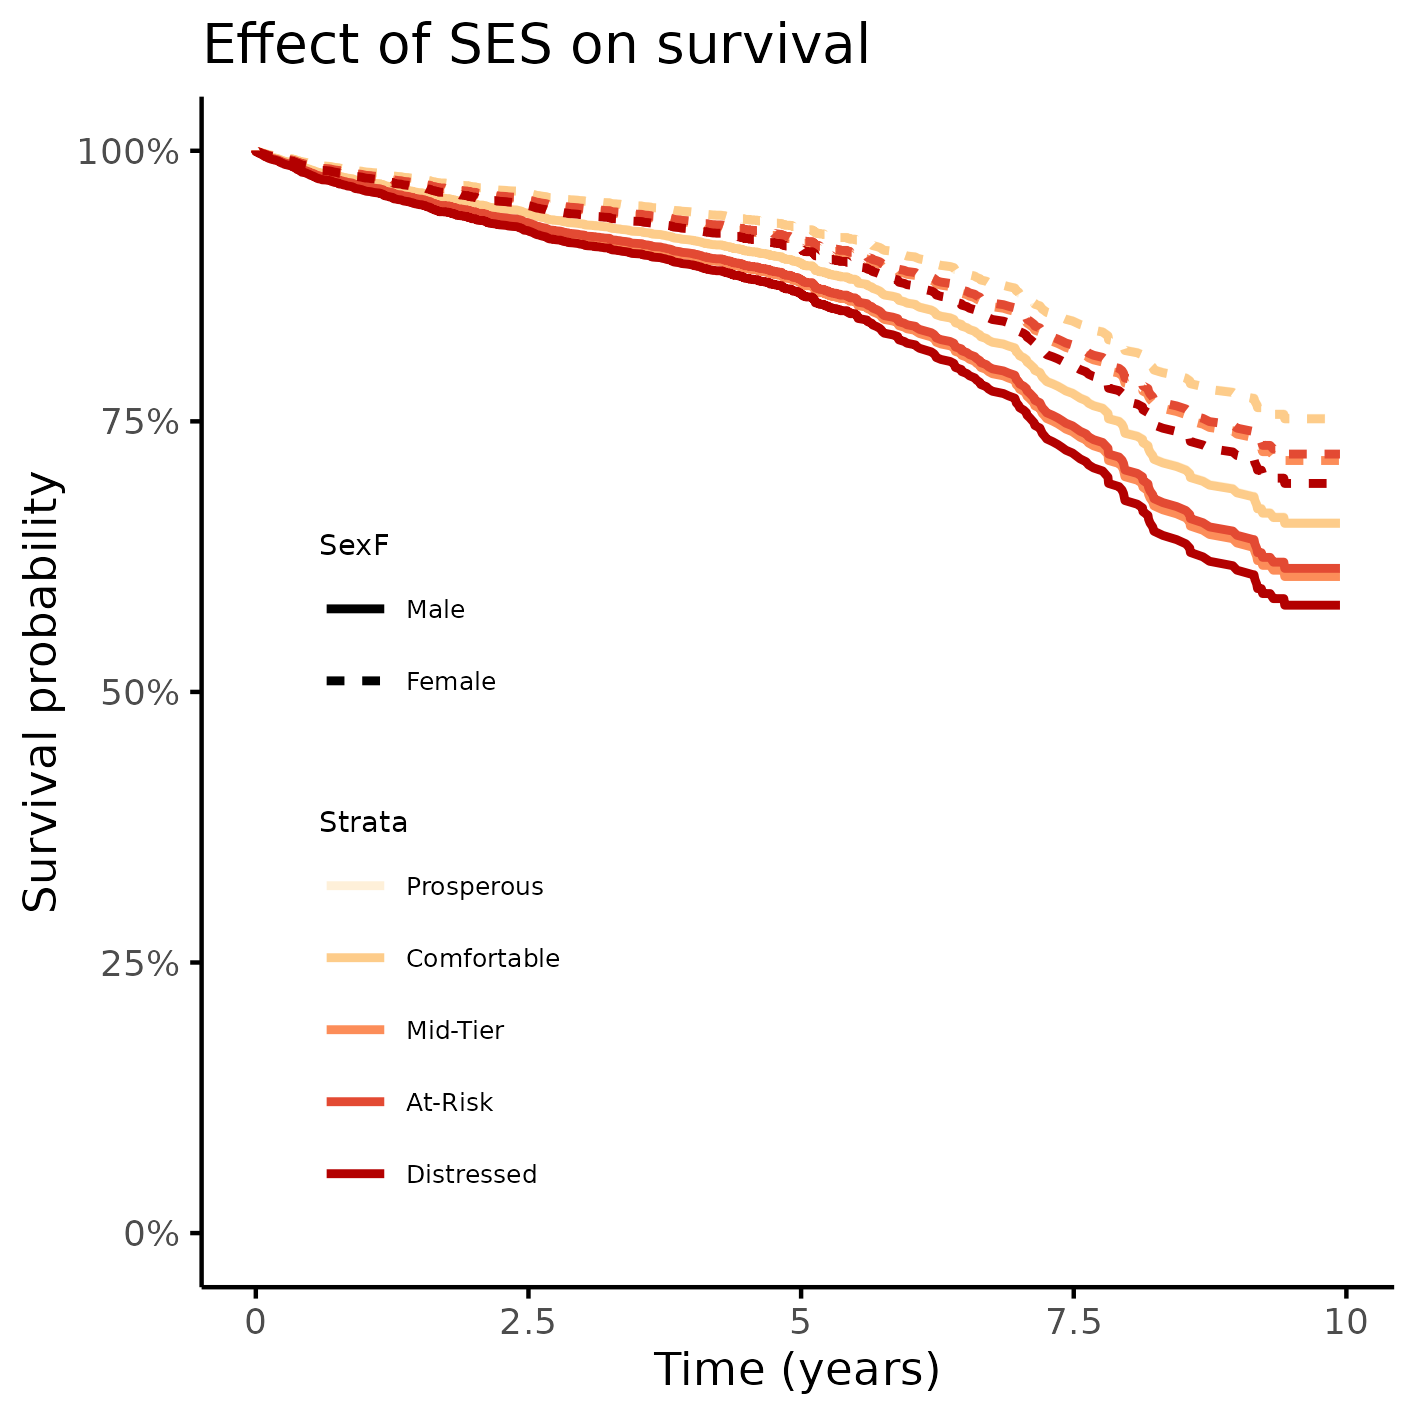 Effect of SES on survival
Survival probability
100%
75%
50%
25%
0%
SexF
Male
Female
Strata
Prosperous
Comfortable
Mid-Tier
At-Risk
Distressed
0
2.5
5
7.5
10
Time (years)